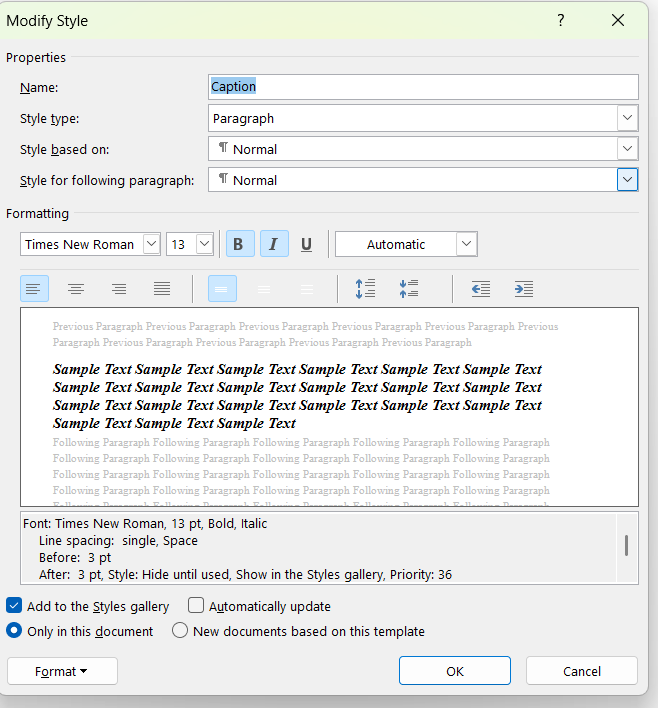 Modify Style ? ×
Properties
Name: Caption
Style type: Paragraph
Style based on: ¶ Normal
Style for following paragraph: ¶ Normal
Formatting
Times New Roman 13 B I U Automatic
Previous Paragraph Previous Paragraph Previous Paragraph Previous Paragraph Previous Paragraph Previous
Paragraph Previous Paragraph Previous Paragraph Previous Paragraph Previous Paragraph
Sample Text Sample Text Sample Text Sample Text Sample Text Sample Text
Sample Text Sample Text Sample Text Sample Text Sample Text Sample Text
Sample Text Sample Text Sample Text Sample Text Sample Text Sample Text
Sample Text Sample Text Sample Text
Following Paragraph Following Paragraph Following Paragraph Following Paragraph Following Paragraph
Following Paragraph Following Paragraph Following Paragraph Following Paragraph Following Paragraph
Following Paragraph Following Paragraph Following Paragraph Following Paragraph Following Paragraph
Following Paragraph Following Paragraph Following Paragraph Following Paragraph Following Paragraph
Font: Times New Roman, 13 pt, Bold, Italic
Line spacing: single, Space
Before: 3 pt
After: 3 pt, Style: Hide until used, Show in the Styles gallery, Priority: 36
Add to the Styles gallery Automatically update
Only in this document New documents based on this template
Format OK Cancel